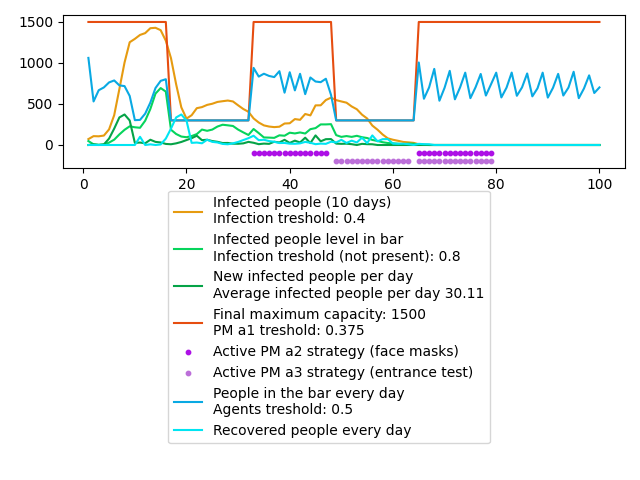 1500
1000
500
0
0 20 40 60 80 100
Infected people (10 days)
Infection treshold: 0.4
Infected people level in bar
Infection treshold (not present): 0.8
New infected people per day
Average infected people per day 30.11
Final maximum capacity: 1500
PM a1 treshold: 0.375
Active PM a2 strategy (face masks)
Active PM a3 strategy (entrance test)
People in the bar every day
Agents treshold: 0.5
Recovered people every day